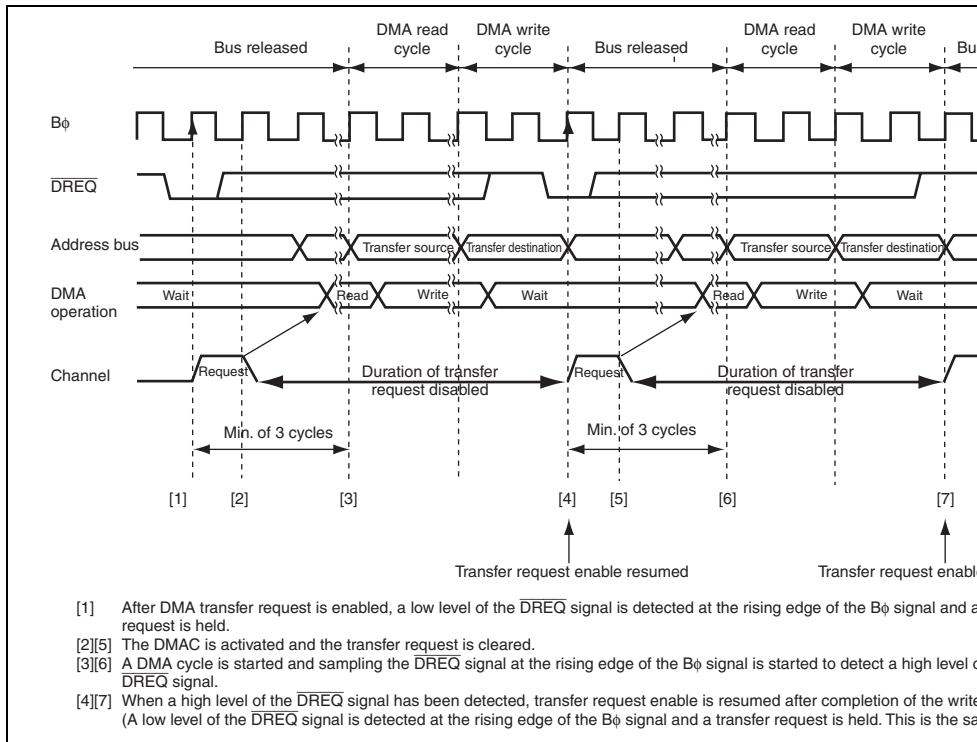 DMA read cycle
DMA write cycle
DMA read cycle
DMA write cycle
Bus released
Bus released
Bu
Bφ
DREQ
Address bus
Transfer source
Transfer destination
Transfer source
Transfer destination
DMA operation
Wait
Read
Write
Wait
Read
Write
Wait
Channel
Request
Duration of transfer request disabled
Request
Duration of transfer request disabled
Min. of 3 cycles
Min. of 3 cycles
[1]
[2]
[3]
[4]
[5]
[6]
[7]
Transfer request enable resumed
Transfer request enable
[1] After DMA transfer request is enabled, a low level of the DREQ signal is detected at the rising edge of the Bφ signal and a
request is held.
[2][5] The DMAC is activated and the transfer request is cleared.
[3][6] A DMA cycle is started and sampling the DREQ signal at the rising edge of the Bφ signal is started to detect a high level o
DREQ signal.
[4][7] When a high level of the DREQ signal has been detected, transfer request enable is resumed after completion of the write
(A low level of the DREQ signal is detected at the rising edge of the Bφ signal and a transfer request is held. This is the sa